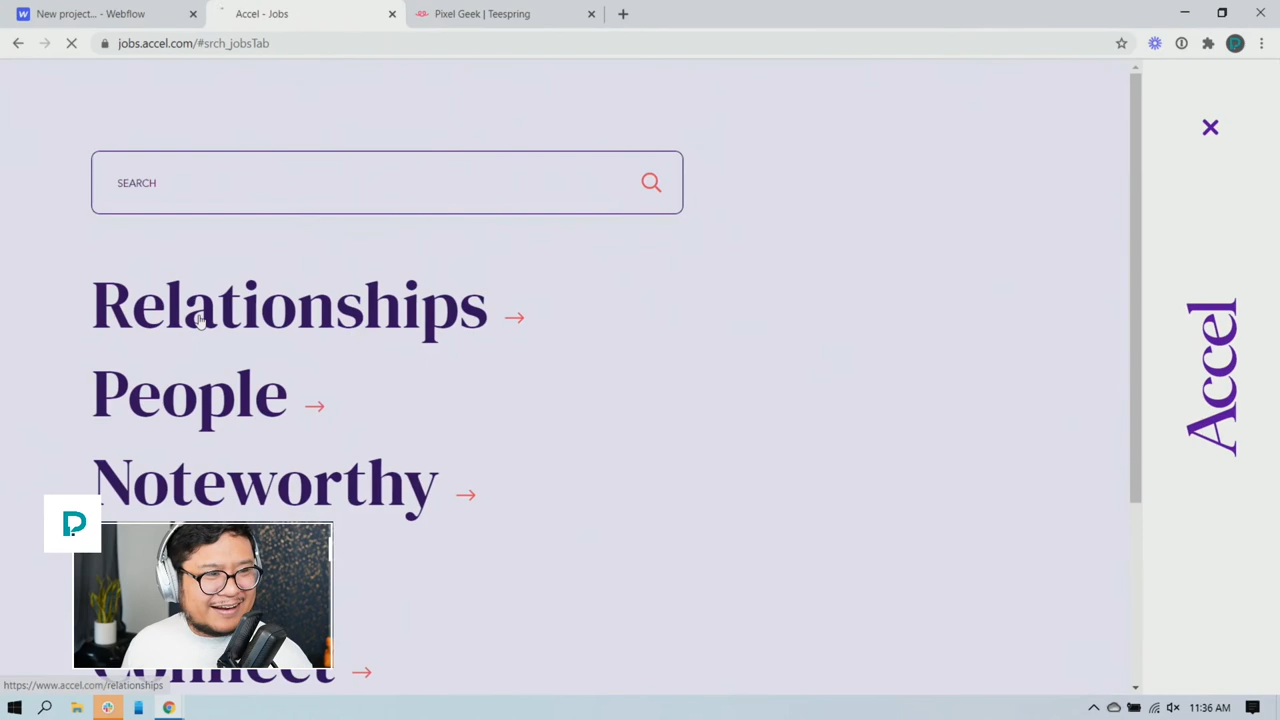 New project... - Webflow
Accel - Jobs
Pixel Geek | Teespring
jobs.accel.com/#srch_jobsTab
SEARCH
Relationships →
People →
Noteworthy →
Connect →
Accel
https://www.accel.com/relationships
11:36 AM